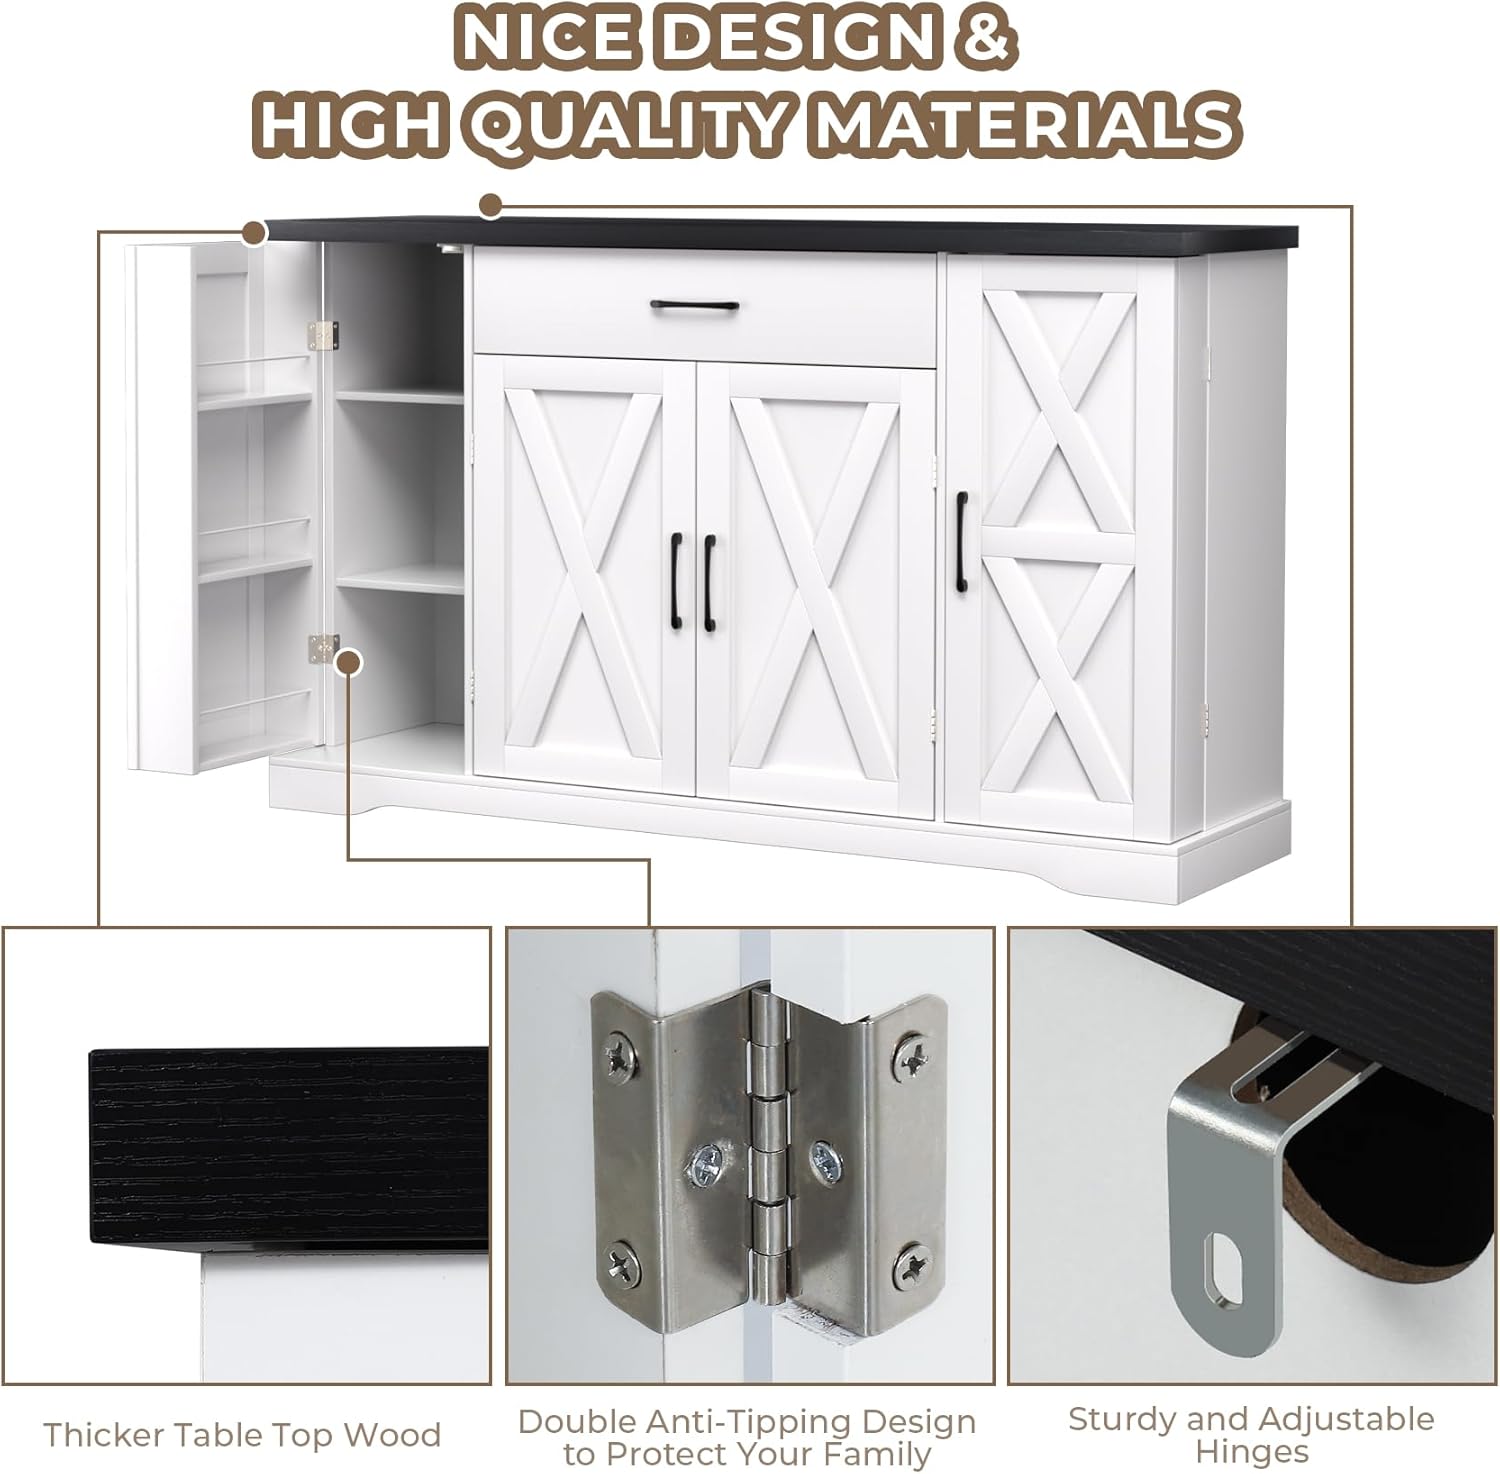 NICE DESIGN &
HIGH QUALITY MATERIALS
Thicker Table Top Wood
Double Anti-Tipping Design
to Protect Your Family
Sturdy and Adjustable
Hinges